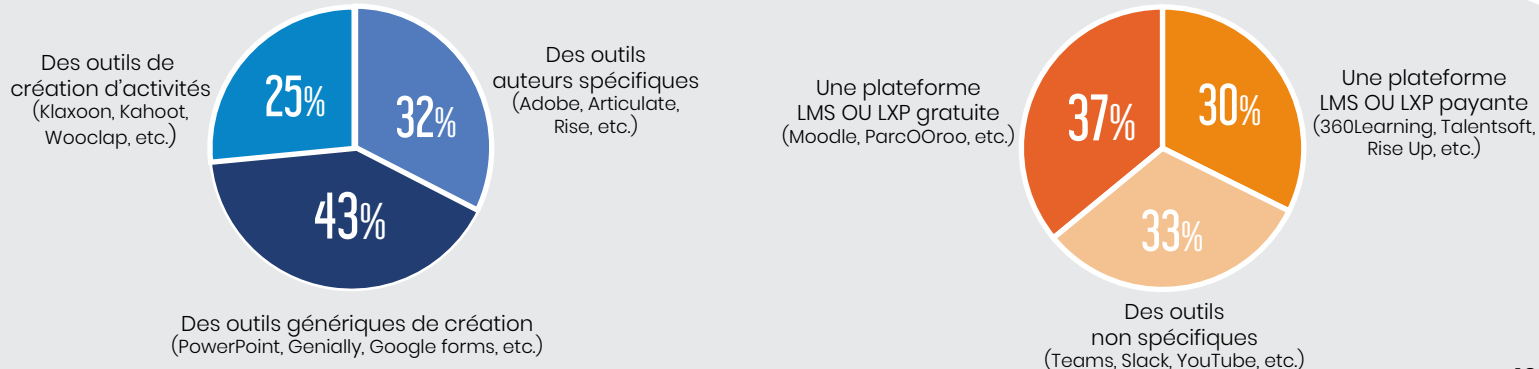 Des outils de
création d'activités
(Klaxoon, Kahoot,
Wooclap, etc.)
25%
32%
43%
Des outils
auteurs spécifiques
(Adobe, Articulate,
Rise, etc.)
Des outils génériques de création
(PowerPoint, Genially, Google forms, etc.)
Une plateforme
LMS OU LXP gratuite
(Moodle, ParcOOroo, etc.)
37%
30%
33%
Une plateforme
LMS OU LXP payante
(360Learning, Talentsoft,
Rise Up, etc.)
Des outils
non spécifiques
(Teams, Slack, YouTube, etc.)